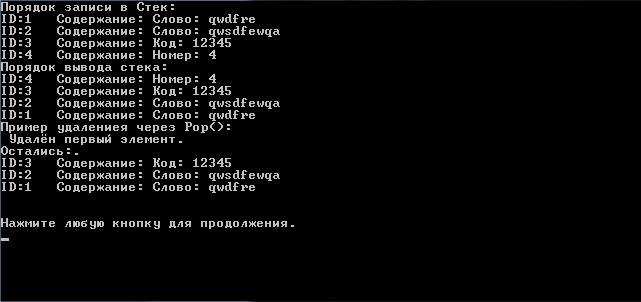 Порядок записи в Стек:
ID:1 Содержание: Слово: qwdfre
ID:2 Содержание: Слово: qwsdfewqa
ID:3 Содержание: Код: 12345
ID:4 Содержание: Номер: 4
Порядок вывода стека:
ID:4 Содержание: Номер: 4
ID:3 Содержание: Код: 12345
ID:2 Содержание: Слово: qwsdfewqa
ID:1 Содержание: Слово: qwdfre
Пример удалениея через Pop():
Удалён первый элемент.
Остались:.
ID:3 Содержание: Код: 12345
ID:2 Содержание: Слово: qwsdfewqa
ID:1 Содержание: Слово: qwdfre
Нажмите любую кнопку для продолжения.